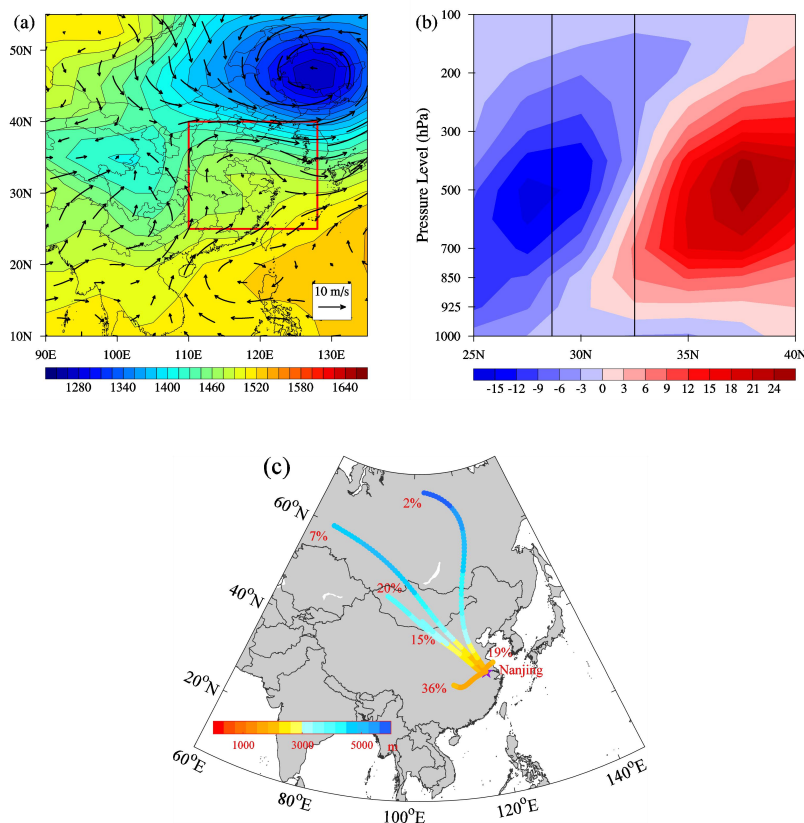 (a)
50N
40N
30N
20N
10N
90E 100E 110E 120E 130E
10 m/s
1280 1340 1400 1460 1520 1580 1640
(b)
Pressure Level (hPa)
100
200
300
500
700
850
925
1000
25N 30N 35N 40N
-15 -12 -9 -6 -3 0 3 6 9 12 15 18 21 24
(c)
60°N
40°N
20°N
60°E
80°E
100°E
120°E
140°E
2%
7%
20%
15%
19%
Nanjing
36%
1000 3000 5000 m